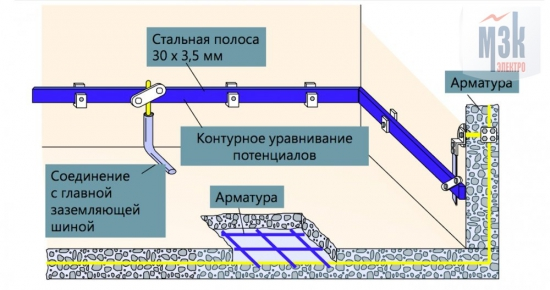 Стальная полоса
30 x 3,5 мм
мзк
ЭЛЕКТРО
Арматура
Контурное уравнивание
потенциалов
Соединение
с главной
заземляющей
шиной
Арматура